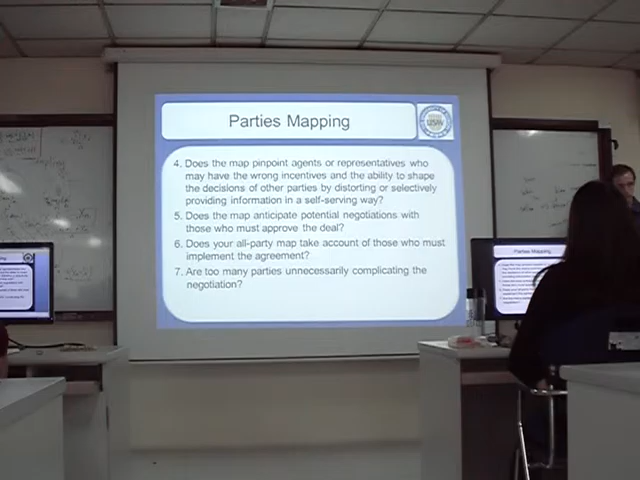 Parties Mapping
4. Does the map pinpoint agents or representatives who
may have the wrong incentives and the ability to shape
the decisions of other parties by distorting or selectively
providing information in a self-serving way?
5. Does the map anticipate potential negotiations with
those who must approve the deal?
6. Does your all-party map take account of those who must
implement the agreement?
7. Are too many parties unnecessarily complicating the
negotiation?
Parties Mapping